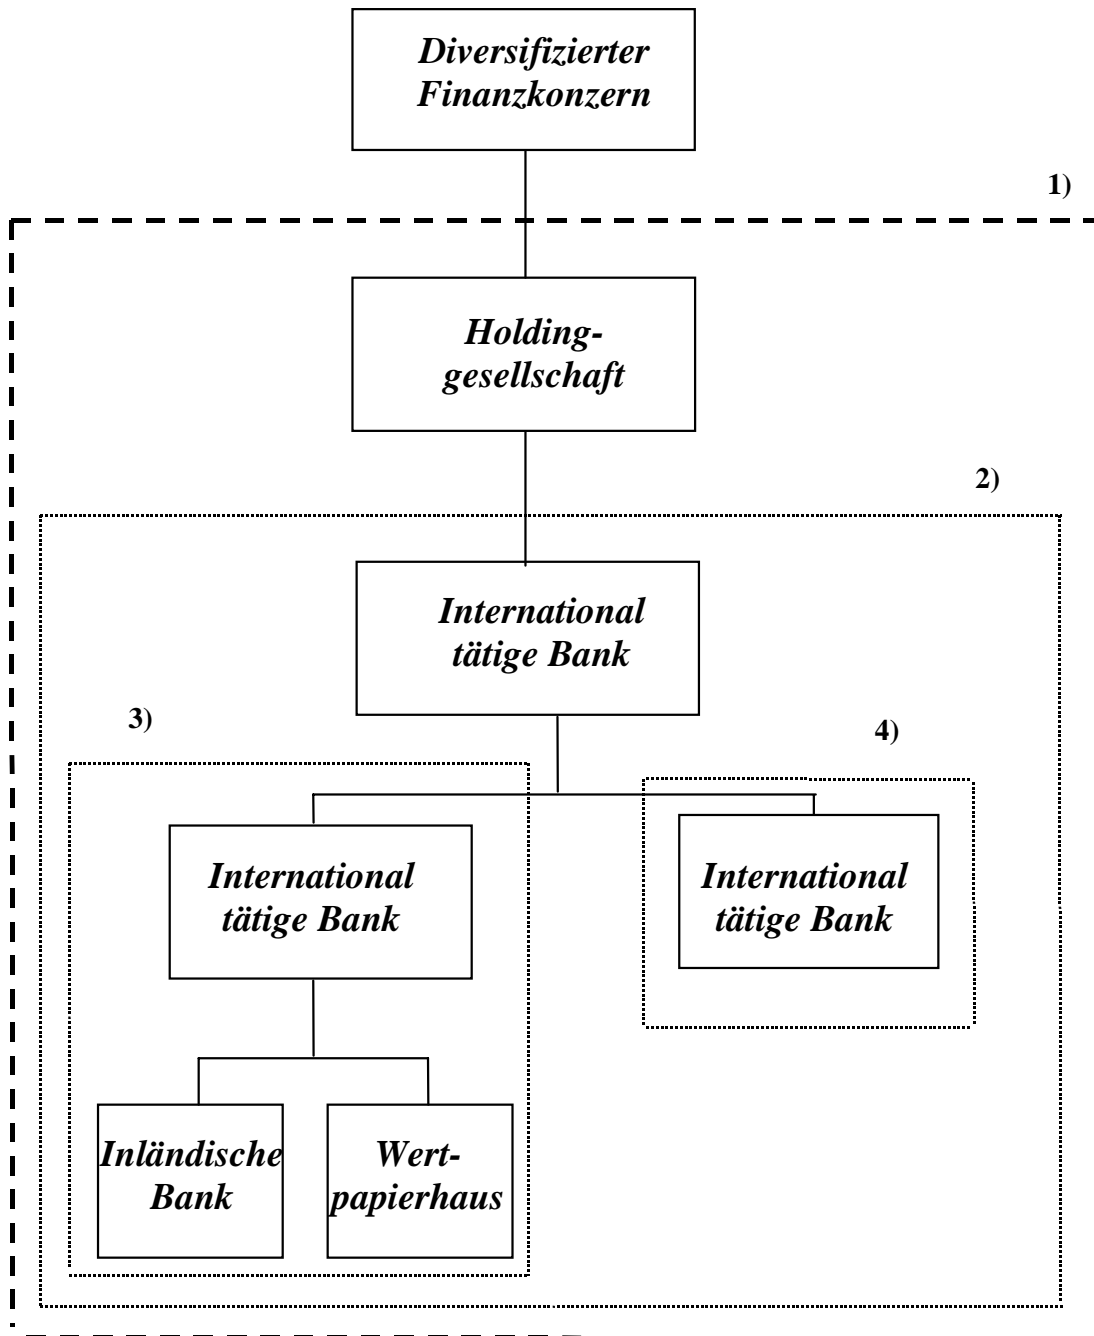 Diversifizierter
Finanzkonzern
1)
Holding-
gesellschaft
2)
International
tätige Bank
3)
4)
International
tätige Bank
International
tätige Bank
Inländische
Bank
Wert-
papierhaus